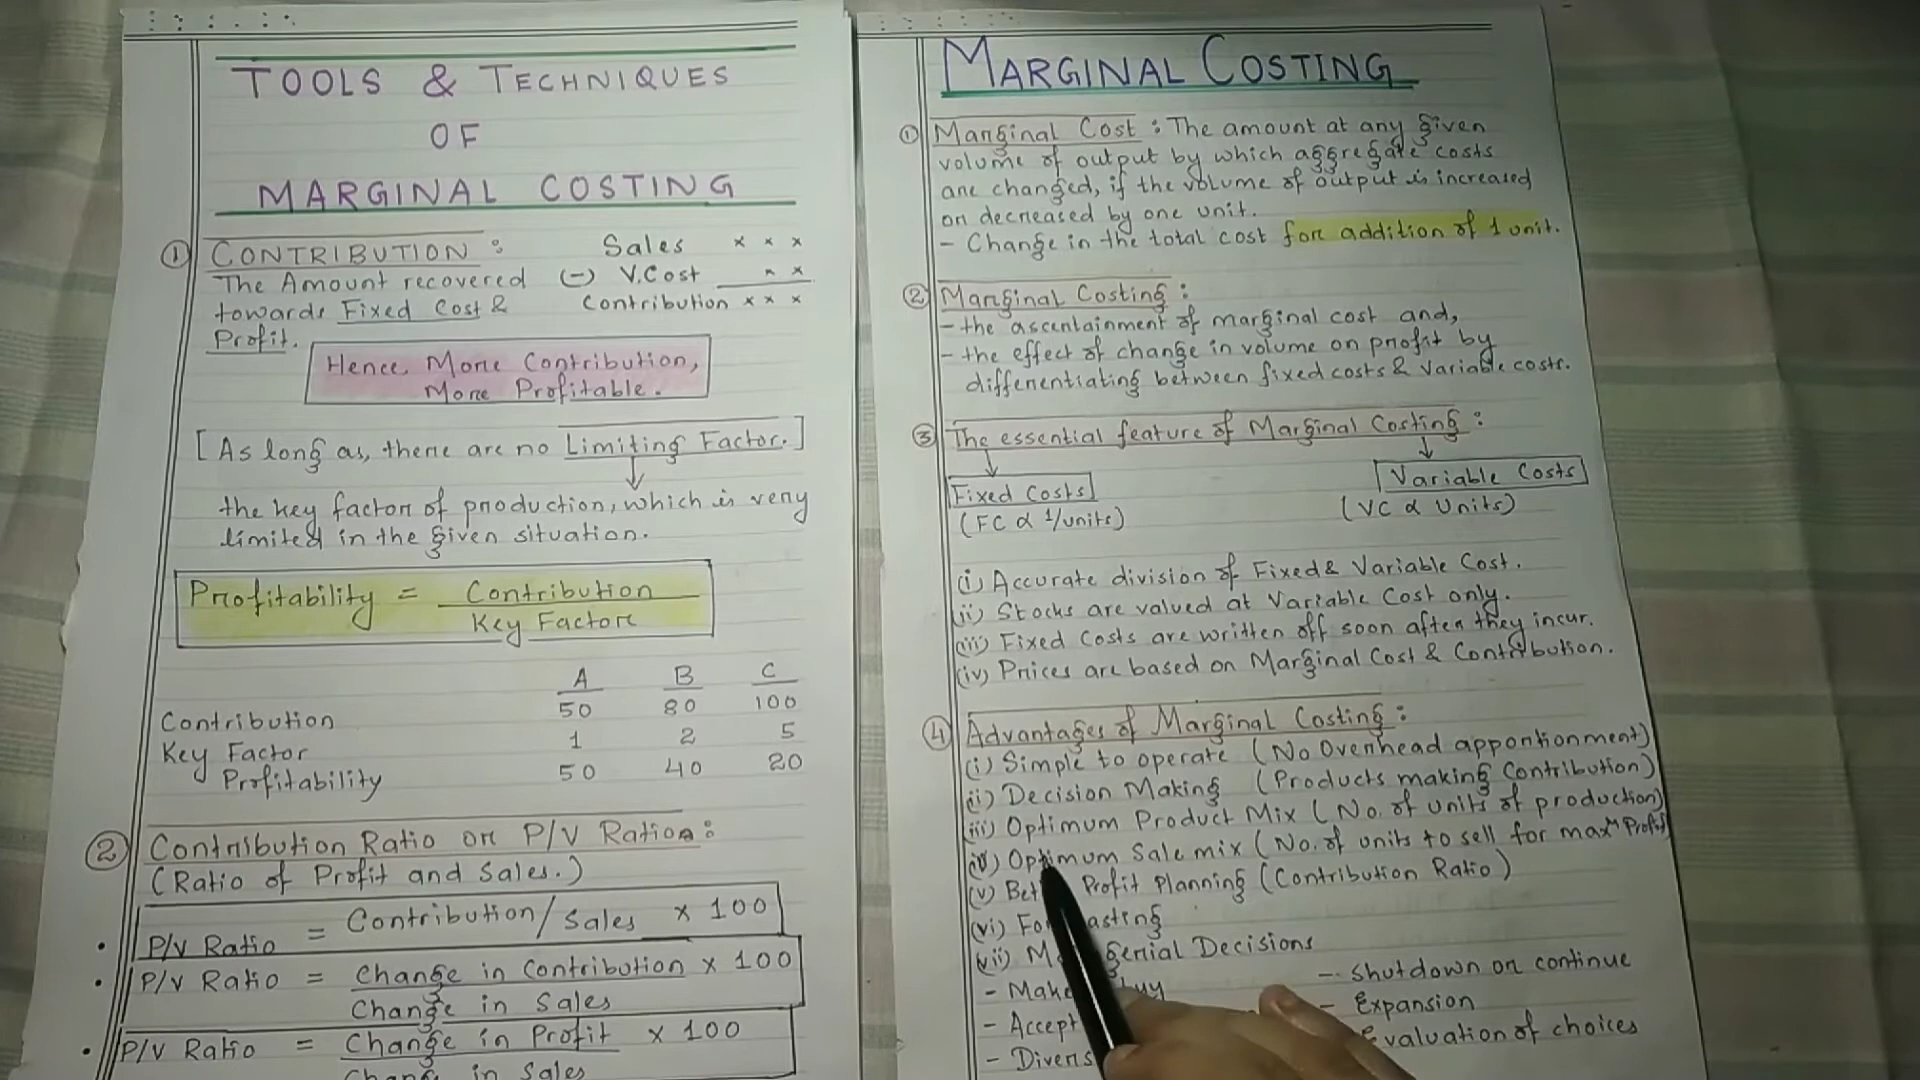 TOOLS & TECHNIQUES
OF
MARGINAL COSTING
① CONTRIBUTION :
The Amount recovered
towards Fixed Cost &
Profit.
Sales x x x
(-) V.Cost x x
Contribution x x x
Hence, More Contribution,
More Profitable.
[As long as, there are no Limiting Factor.]
↓
the key factor of production, which is very
limited in the given situation.
Profitability = Contribution
Key Factor
A B C
Contribution 50 80 100
Key Factor 1 2 5
Profitability 50 40 20
② Contribution Ratio or P/V Ratio:
(Ratio of Profit and Sales.)
• P/V Ratio = Contribution/Sales x 100
• P/V Ratio = Change in Contribution x 100
Change in Sales
• P/V Ratio = Change in Profit x 100
Change in Sales
MARGINAL COSTING
① Marginal Cost : The amount at any given
volume of output by which aggregate costs
are changed, if the volume of output is increased
or decreased by one unit.
- Change in the total cost for addition of 1 unit.
② Marginal Costing :
- the ascertainment of marginal cost and,
- the effect of change in volume on profit by
differentiating between fixed costs & Variable costs.
③ The essential feature of Marginal Costing :
↓ ↓
Fixed Costs Variable Costs
(FC α 1/units) (VC α Units)
(i) Accurate division of Fixed & Variable Cost.
(ii) Stocks are valued at Variable Cost only.
(iii) Fixed Costs are written off soon after they incur.
(iv) Prices are based on Marginal Cost & Contribution.
④ Advantages of Marginal Costing :
(i) Simple to operate (No Overhead apportionment)
(ii) Decision Making (Products making Contribution)
(iii) Optimum Product Mix (No. of units of production)
(iv) Optimum Sale mix (No. of units to sell for maxm Profit
(v) Bet Profit Planning (Contribution Ratio)
(vi) Fo asting
(vii) M gerial Decisions
- Make uy
- Accept
- Divers
- Shutdown or continue
- Expansion
Evaluation of choices